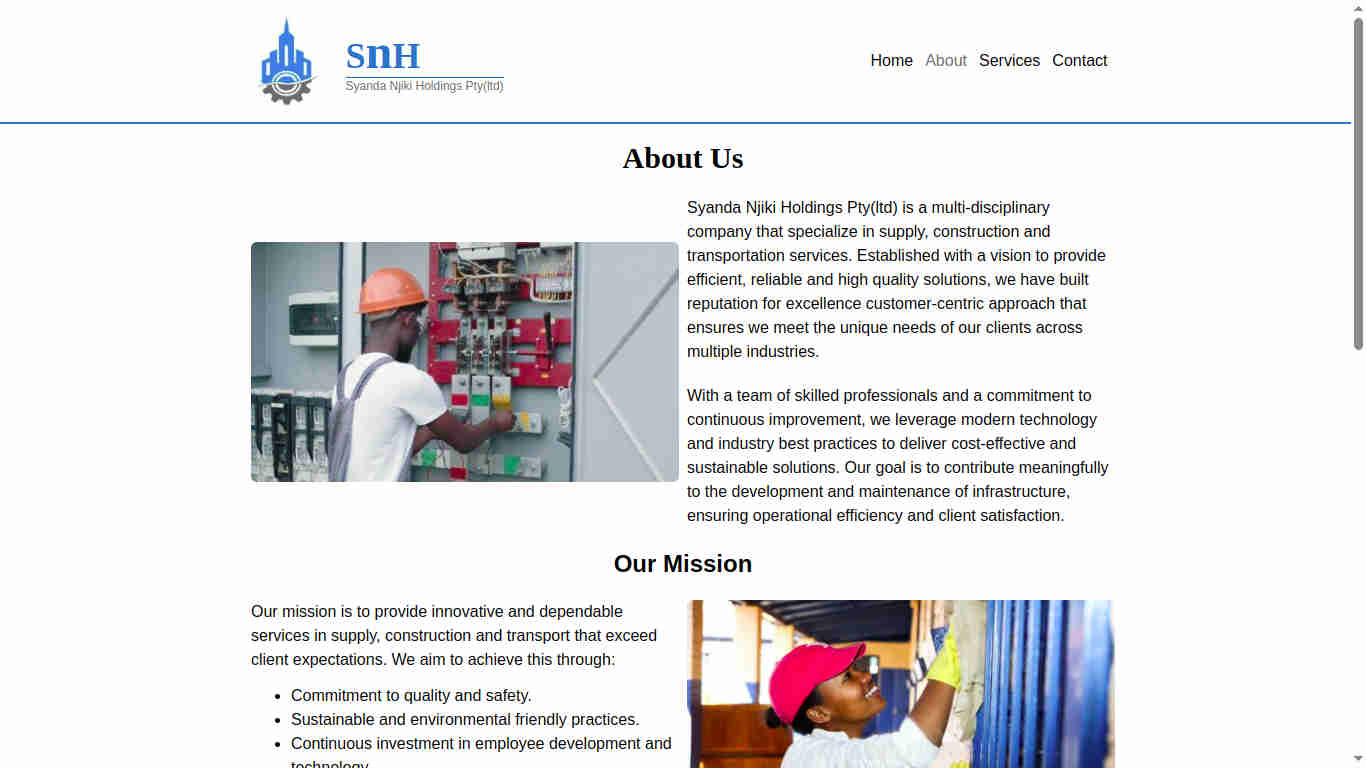 SnH
Syanda Njiki Holdings Pty(ltd)
Home About Services Contact
About Us
Syanda Njiki Holdings Pty(ltd) is a multi-disciplinary
company that specialize in supply, construction and
transportation services. Established with a vision to provide
efficient, reliable and high quality solutions, we have built
reputation for excellence customer-centric approach that
ensures we meet the unique needs of our clients across
multiple industries.
With a team of skilled professionals and a commitment to
continuous improvement, we leverage modern technology
and industry best practices to deliver cost-effective and
sustainable solutions. Our goal is to contribute meaningfully
to the development and maintenance of infrastructure,
ensuring operational efficiency and client satisfaction.
Our Mission
Our mission is to provide innovative and dependable
services in supply, construction and transport that exceed
client expectations. We aim to achieve this through:
Commitment to quality and safety.
Sustainable and environmental friendly practices.
Continuous investment in employee development and
technology